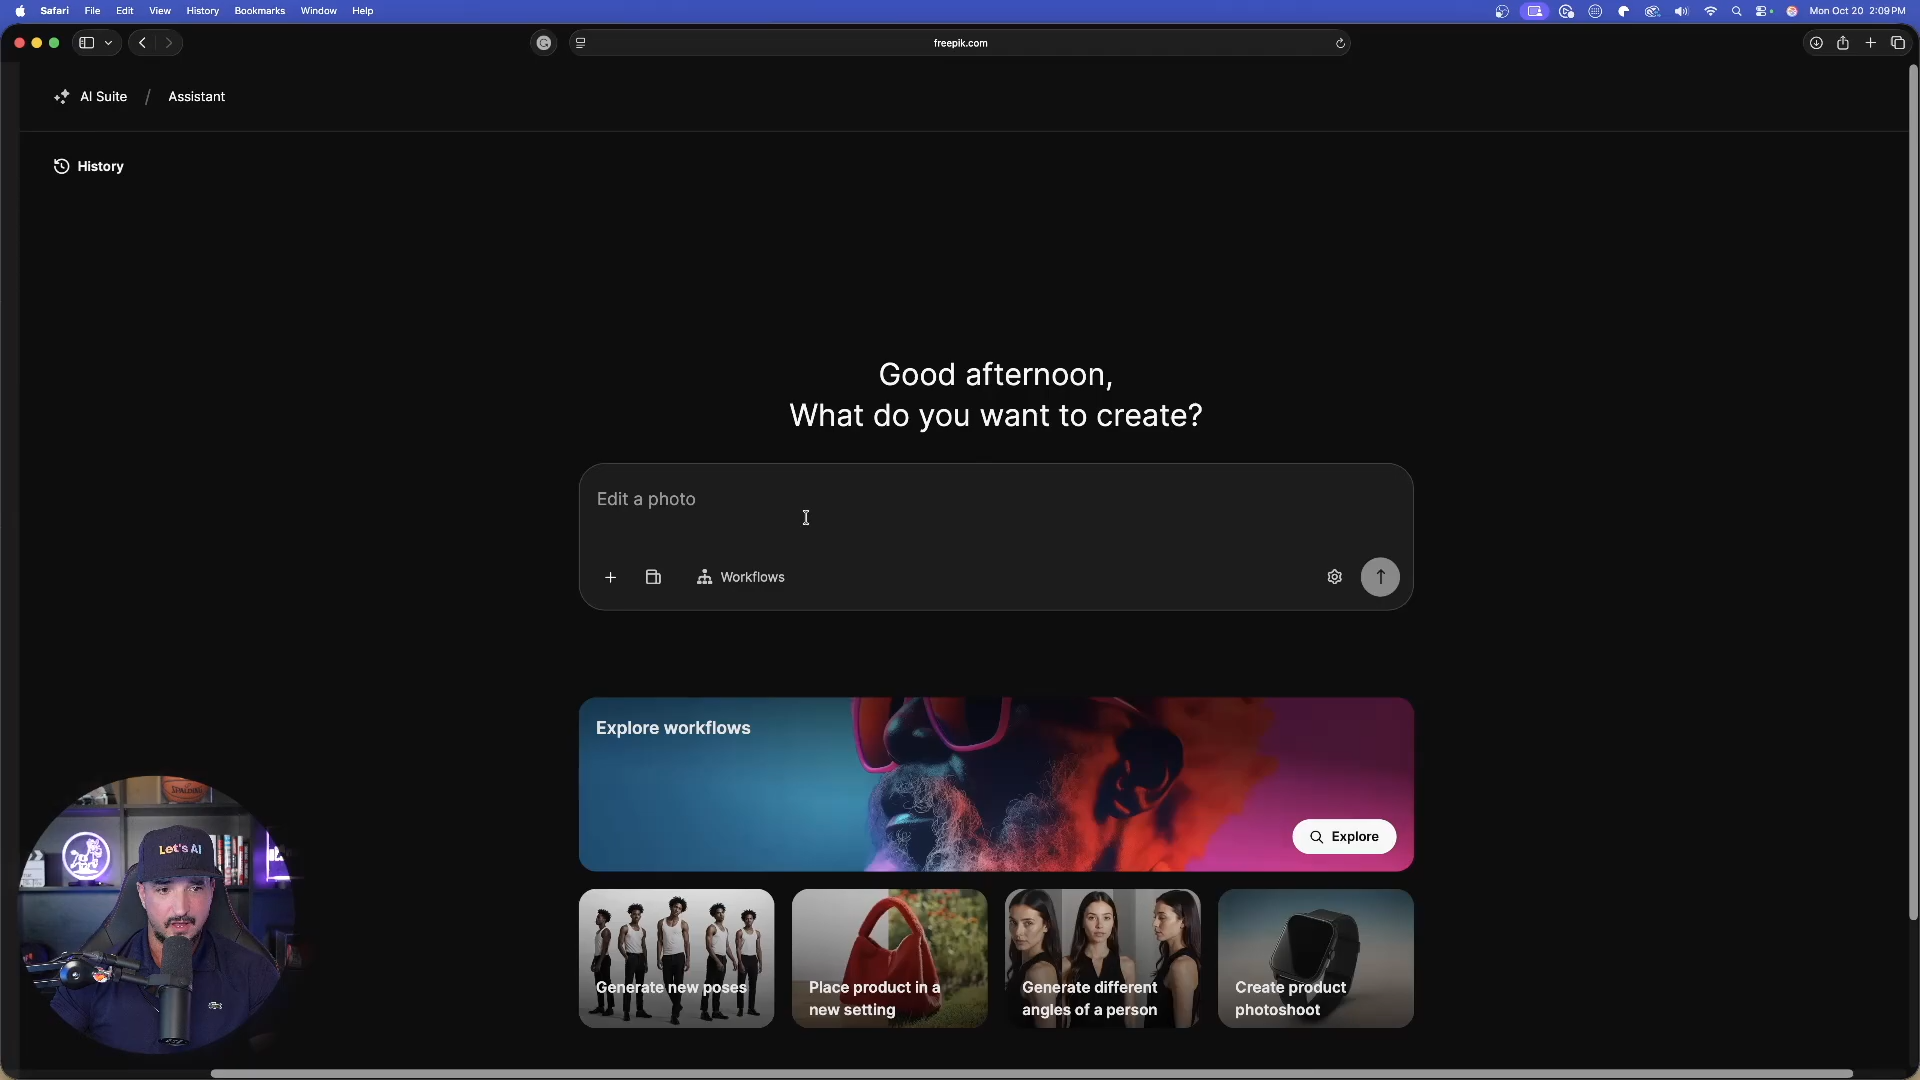 Safari File Edit View History Bookmarks Window Help Mon Oct 20 2:09 PM
freepik.com
AI Suite / Assistant
History
Good afternoon,
What do you want to create?
Edit a photo
Workflows
Explore workflows
Explore
Generate new poses
Place product in a
new setting
Generate different
angles of a person
Create product
photoshoot
SPALDING
Let's AI